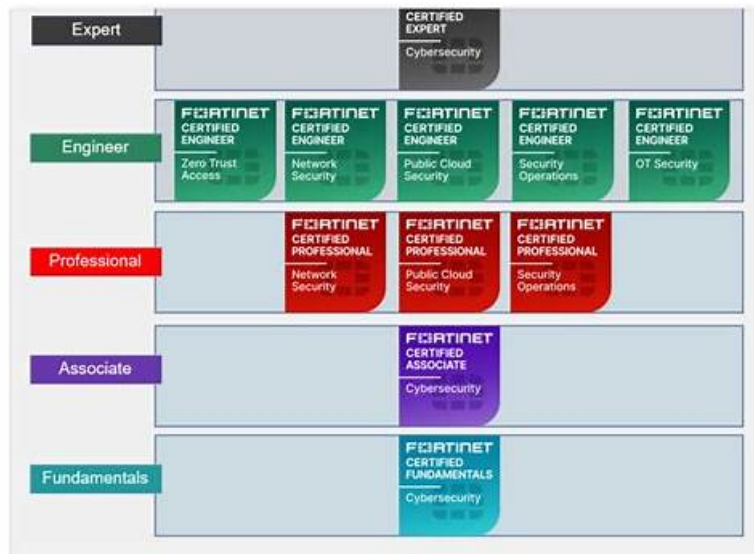 Expert
CERTIFIED
EXPERT
Cybersecurity
Engineer
FORTINET
CERTIFIED
ENGINEER
Zero Trust
Access
FORTINET
CERTIFIED
ENGINEER
Network
Security
FORTINET
CERTIFIED
ENGINEER
Public Cloud
Security
FORTINET
CERTIFIED
ENGINEER
Security
Operations
FORTINET
CERTIFIED
ENGINEER
OT Security
Professional
FORTINET
CERTIFIED
PROFESSIONAL
Network
Security
FORTINET
CERTIFIED
PROFESSIONAL
Public Cloud
Security
FORTINET
CERTIFIED
PROFESSIONAL
Security
Operations
Associate
FORTINET
CERTIFIED
ASSOCIATE
Cybersecurity
Fundamentals
FORTINET
CERTIFIED
FUNDAMENTALS
Cybersecurity